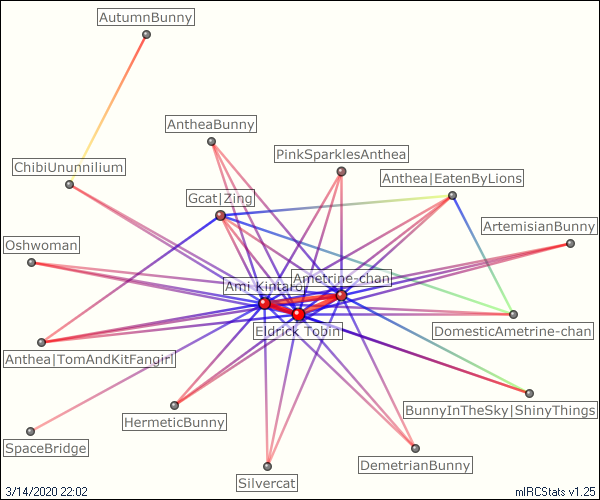 AutumnBunny
AntheaBunny
PinkSparklesAnthea
ChibiUnunnilium
Anthea|EatenByLions
Gcat|Zing
ArtemisianBunny
Oshwoman
Ametrine-chan
Ami Kintaro
Eldrick Tobin
DomesticAmetrine-chan
Anthea|TomAndKitFangirl
BunnyInTheSky|ShinyThings
HermeticBunny
SpaceBridge
DemetrianBunny
Silvercat
3/14/2020 22:02
mIRCStats v1.25